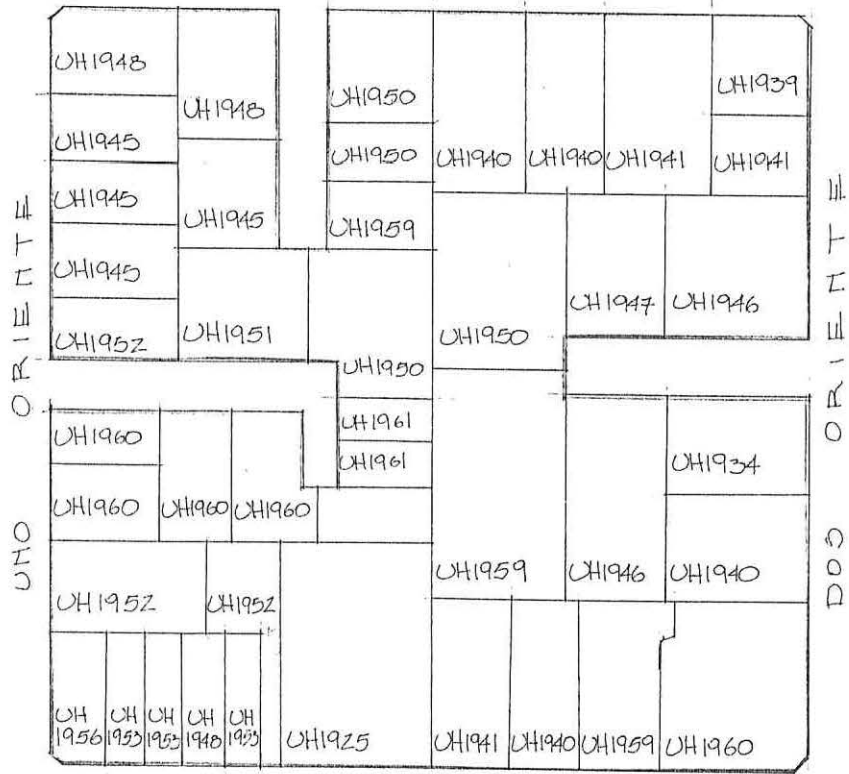 UH1948
UH1948
UH1950
UH1939
UH1945
UH1950
UH1940
UH1940
UH1941
UH1941
UH1945
UH1945
UH1959
UH1945
UH1947
UH1946
UH1952
UH1951
UH1950
UH1950
UH1961
UH1960
UH1961
UH1934
UH1960
UH1960
UH1960
UH1952
UH1952
UH1959
UH1946
UH1940
UH
1956
UH
1953
UH
1953
UH
1948
UH
1953
UH1925
UH1941
UH1940
UH1959
UH1960
UNO ORIENTE
DOS ORIENTE